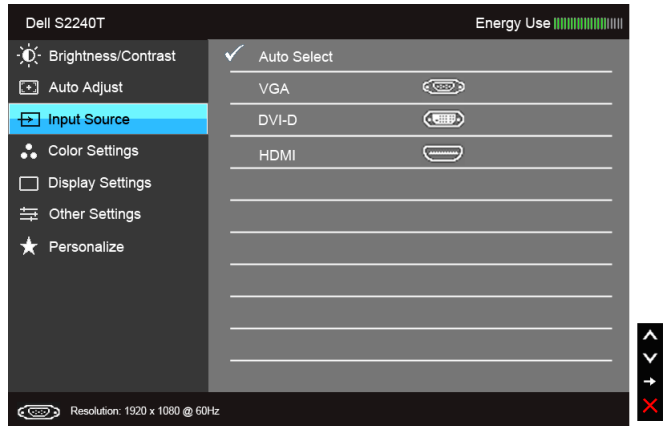 Dell S2240T Energy Use
Brightness/Contrast
Auto Select
Auto Adjust
VGA
Input Source
DVI-D
Color Settings
HDMI
Display Settings
Other Settings
Personalize
Resolution: 1920 x 1080 @ 60Hz